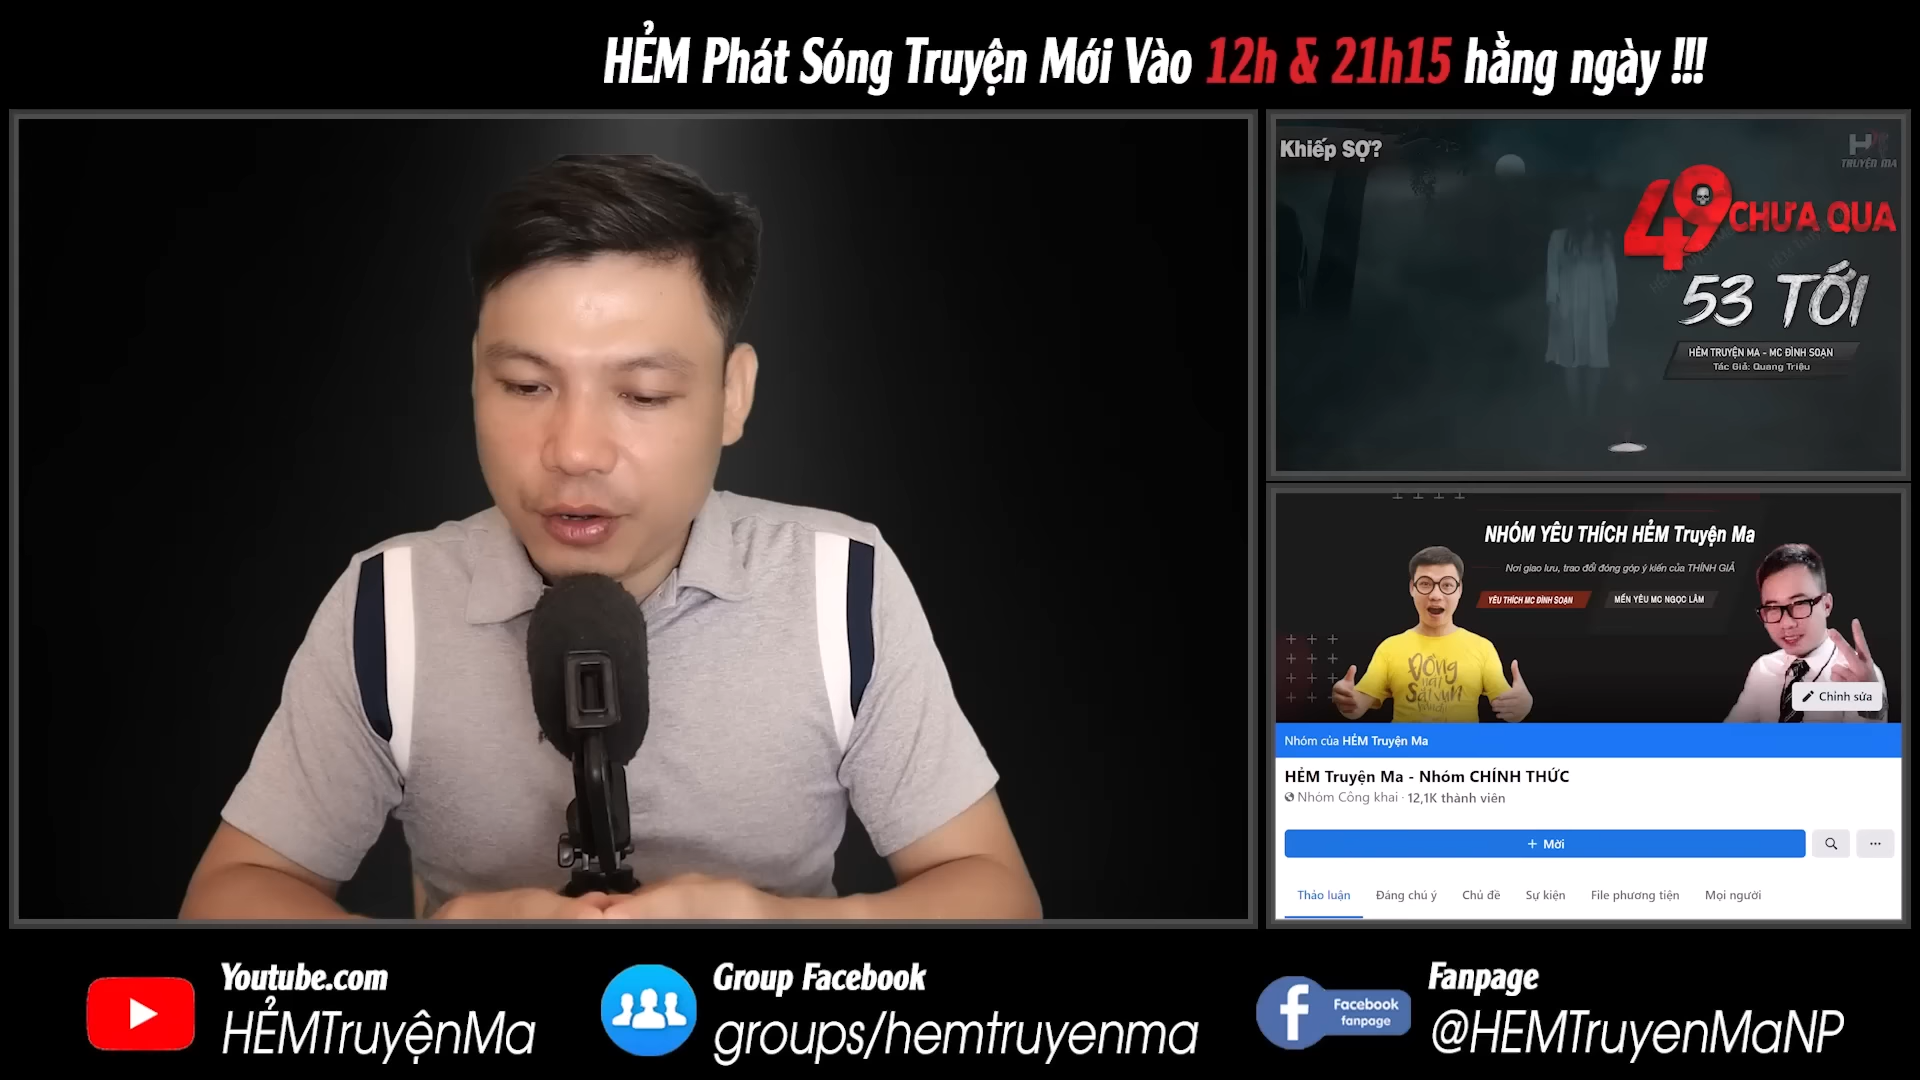 HẺM Phát Sóng Truyện Mới Vào 12h & 21h15 hằng ngày !!!
Khiếp SỢ?
H
TRUYỆN MA
49 CHƯA QUA
53 TỚI
HẺM TRUYỆN MA - MC ĐÌNH SOẠN
Tác Giả: Quang Triệu
NHÓM YÊU THÍCH HẺM Truyện Ma
Nơi giao lưu, trao đổi đóng góp ý kiến của THÍNH GIẢ
YÊU THÍCH MC ĐÌNH SOẠN
MẾN YÊU MC NGỌC LÂM
Chỉnh sửa
Nhóm của HẺM Truyện Ma
HẺM Truyện Ma - Nhóm CHÍNH THỨC
Nhóm Công khai · 12,1K thành viên
+ Mời
Thảo luận Đáng chú ý Chủ đề Sự kiện File phương tiện Mọi người
Youtube.com
HẺMTruyệnMa
Group Facebook
groups/hemtruyenma
Facebook
fanpage
Fanpage
@HEMTruyenMaNP